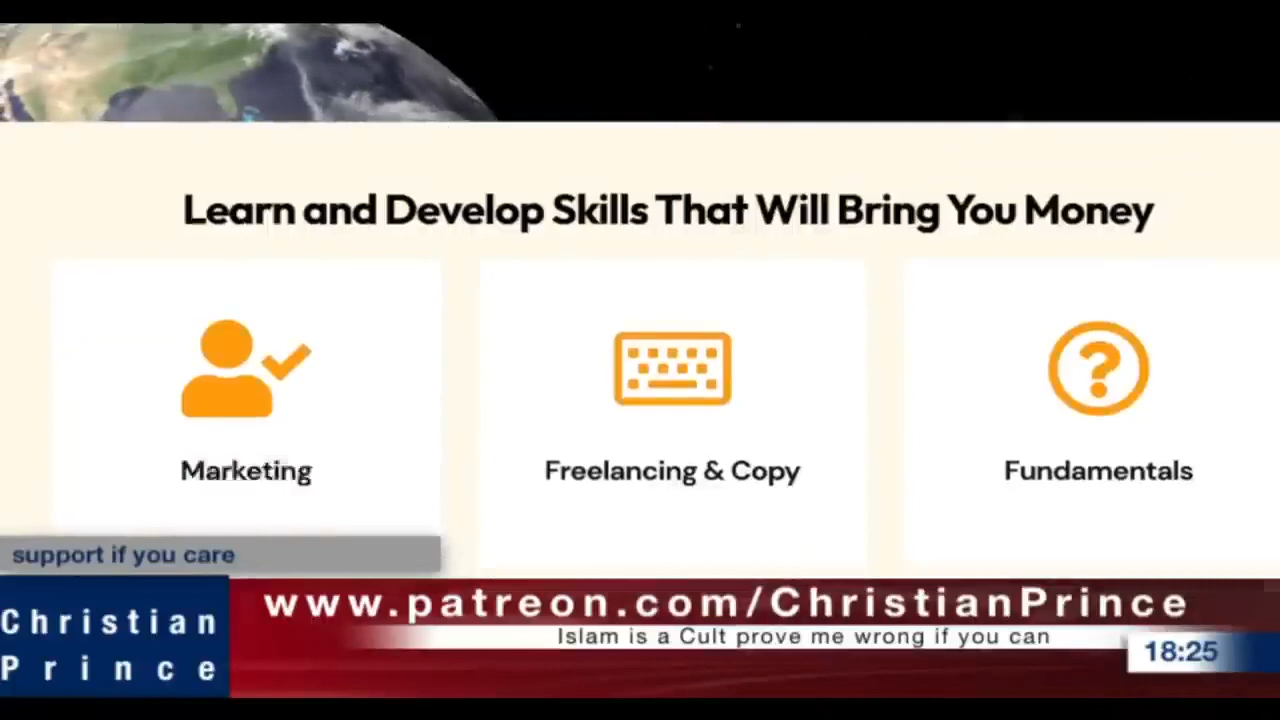 Learn and Develop Skills That Will Bring You Money
Marketing
Freelancing & Copy
Fundamentals
support if you care
Christian
Prince
www.patreon.com/ChristianPrince
Islam is a Cult prove me wrong if you can
18:25